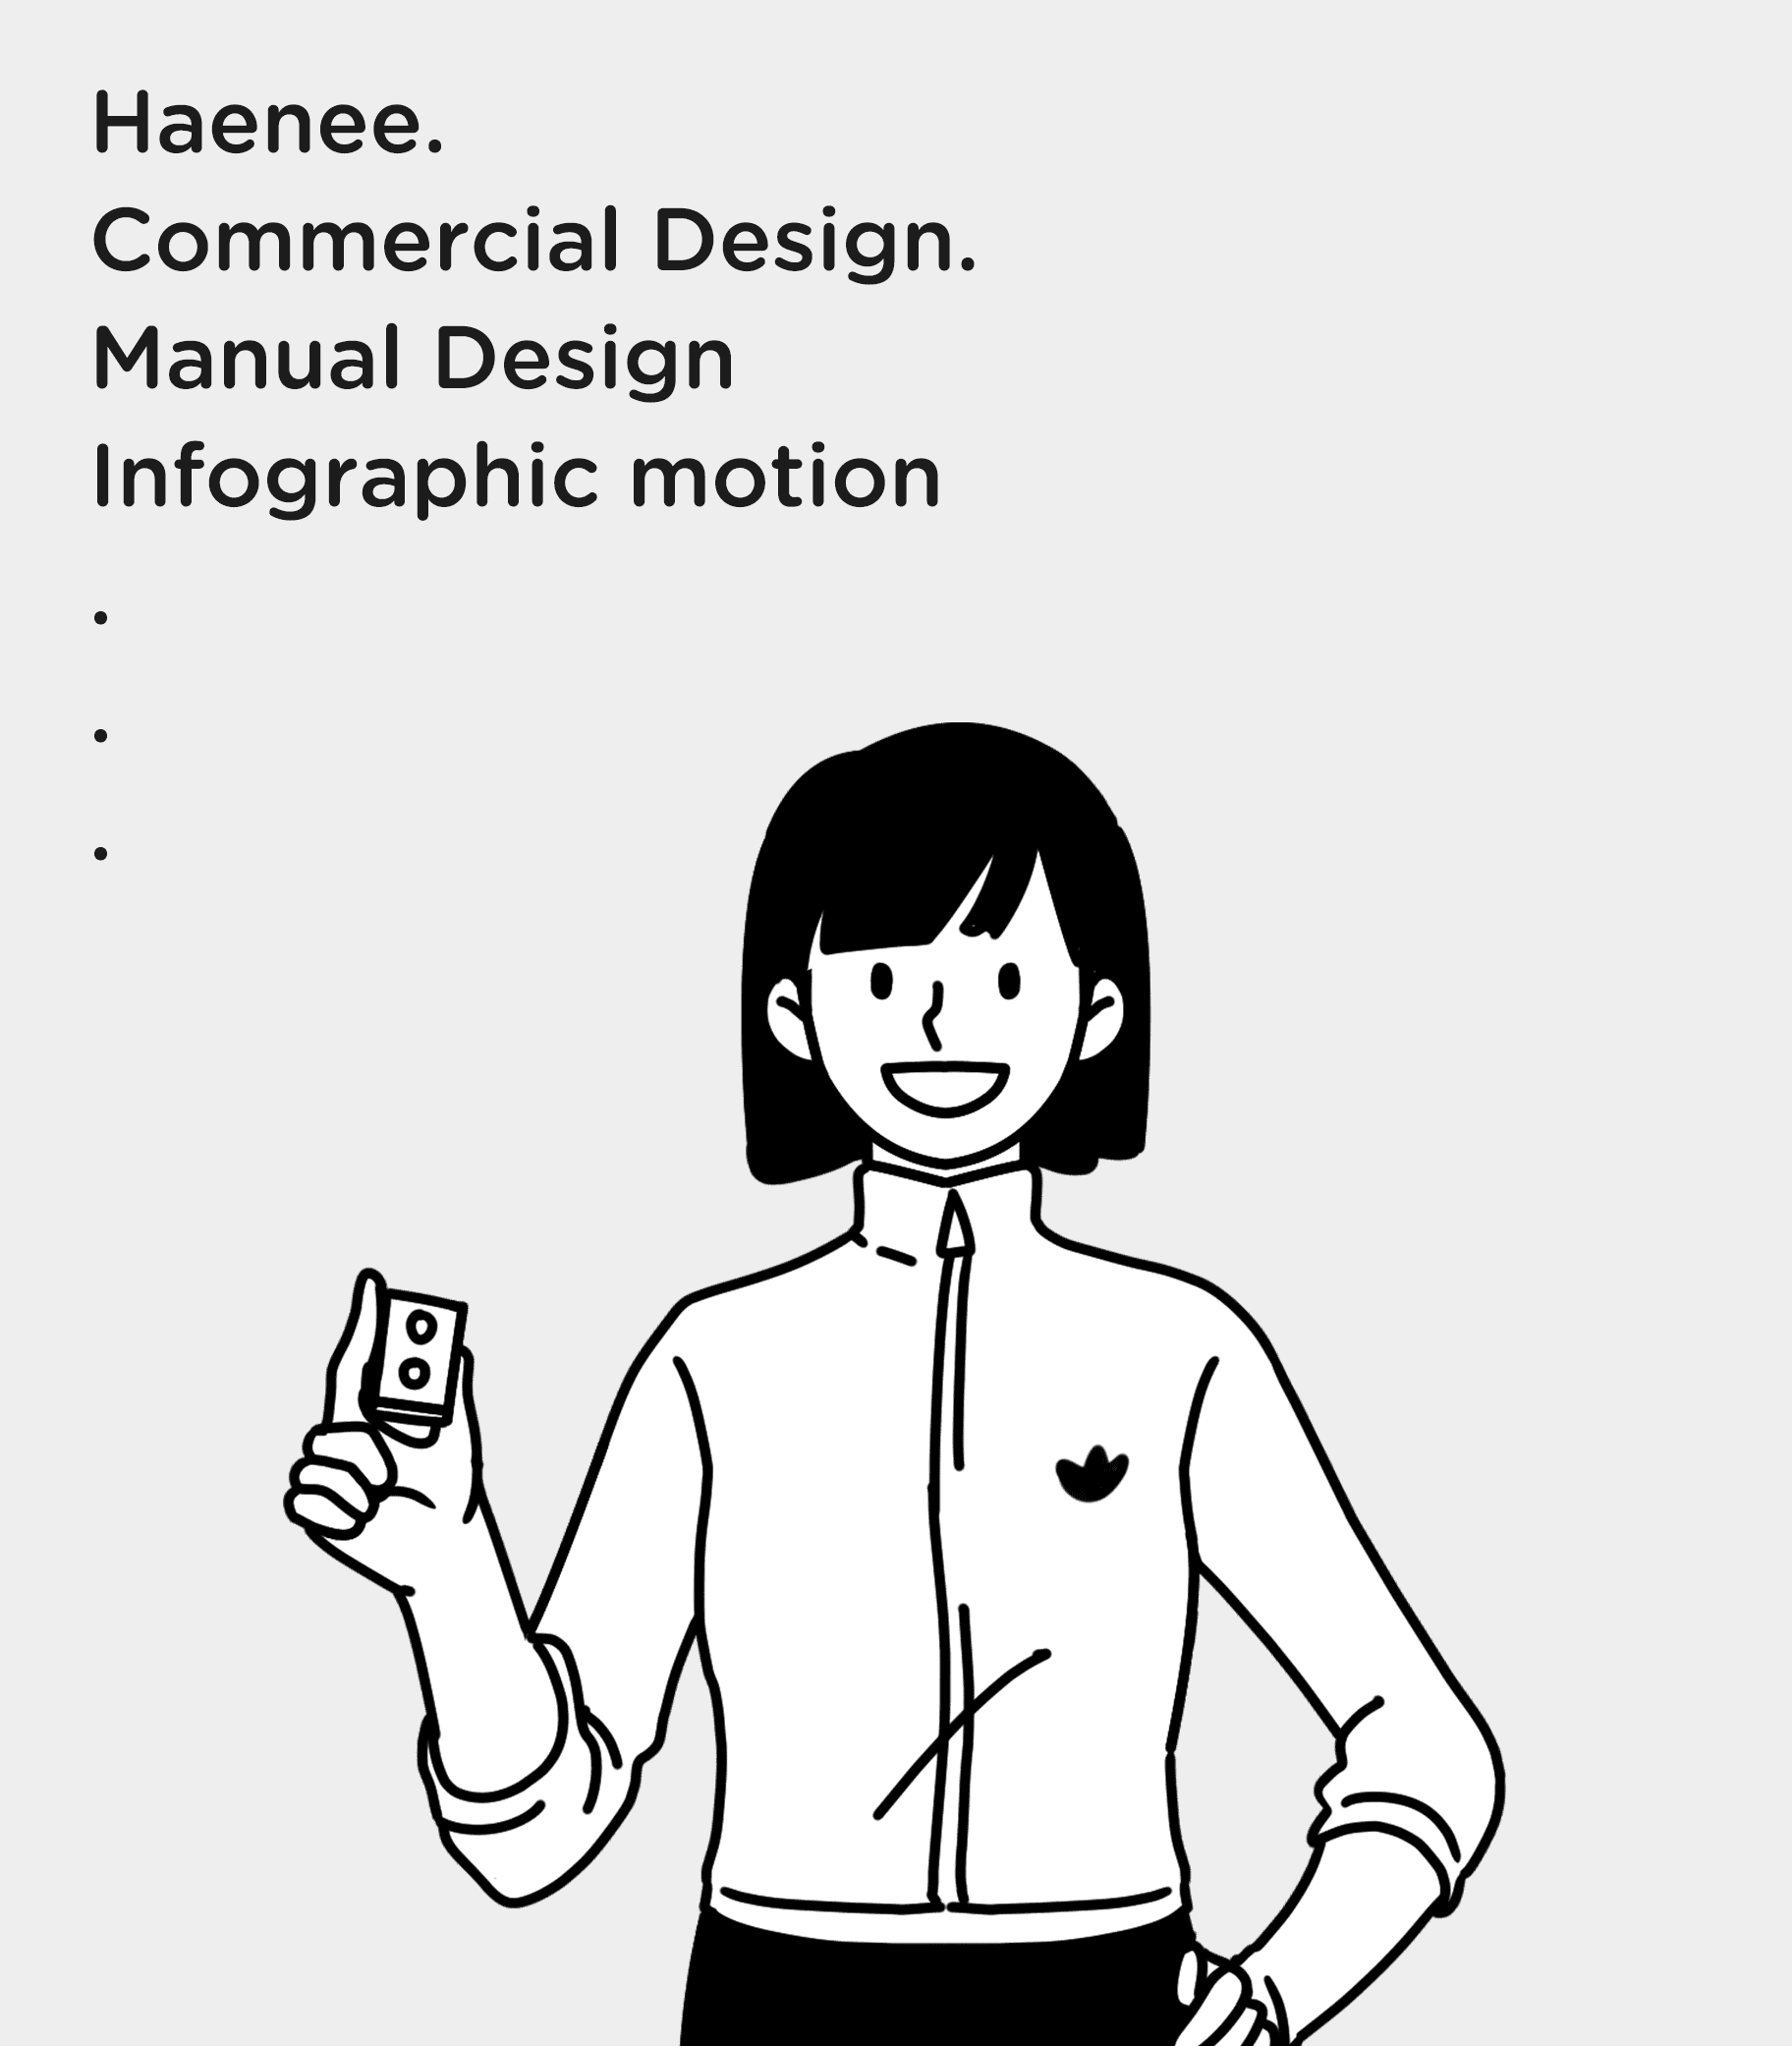 Haenee.
Commercial Design.
Manual Design
Infographic motion
•
•
•